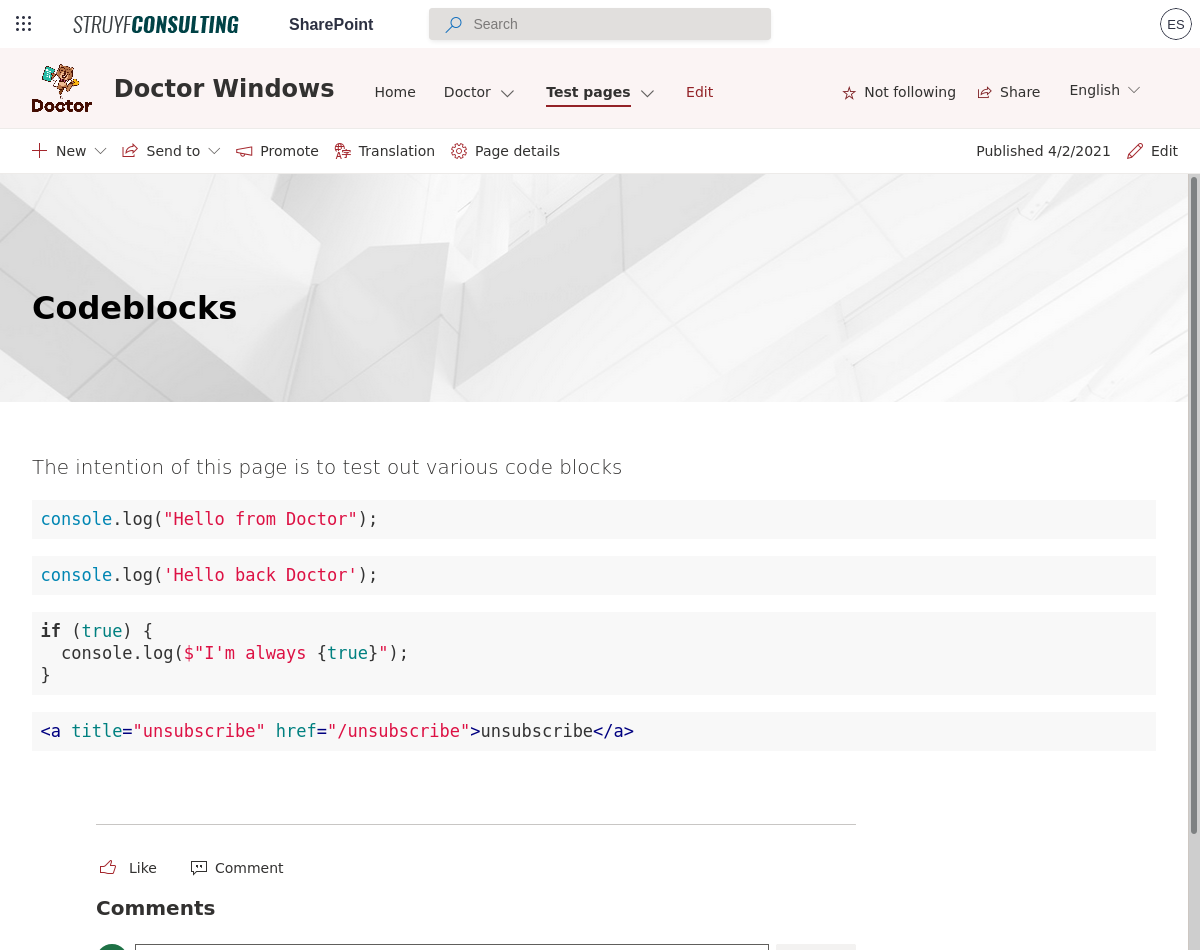 STRUYFCONSULTING SharePoint Search ES
Doctor
Doctor Windows Home Doctor Test pages Edit Not following Share English
New Send to Promote Translation Page details Published 4/2/2021 Edit
Codeblocks
The intention of this page is to test out various code blocks
console.log("Hello from Doctor");
console.log('Hello back Doctor');
if (true) {
  console.log($"I'm always {true}");
}
<a title="unsubscribe" href="/unsubscribe">unsubscribe</a>
Like Comment
Comments